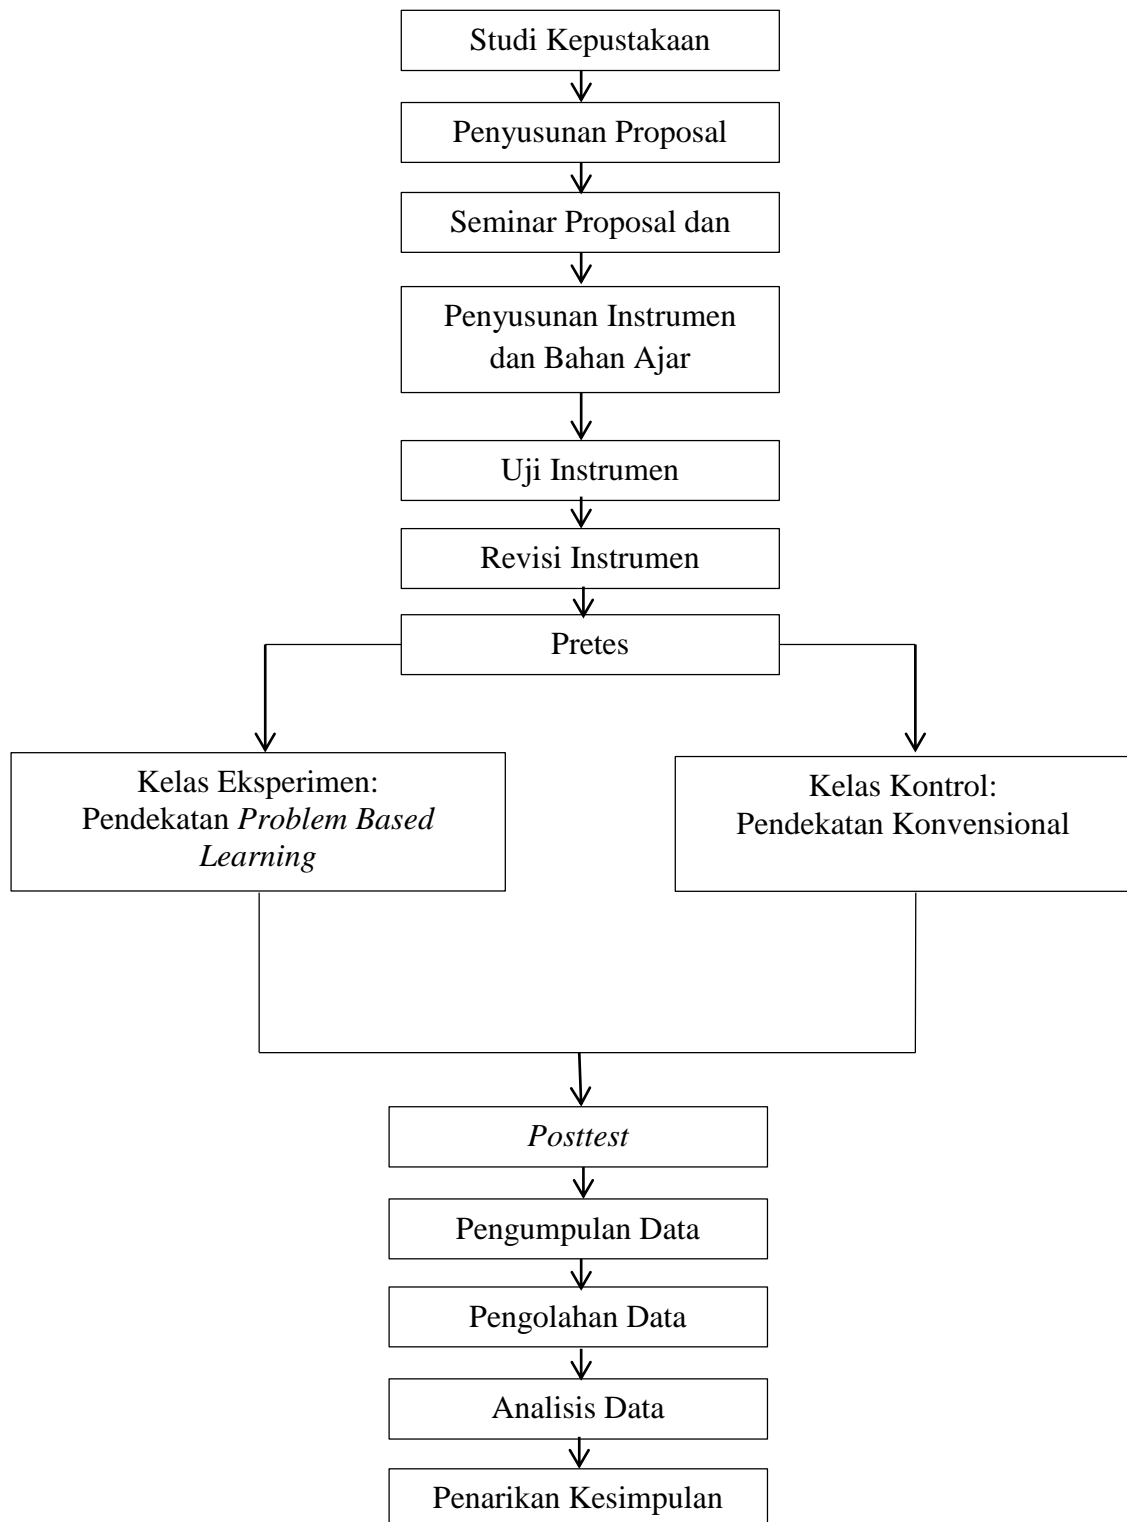 Studi Kepustakaan
Penyusunan Proposal
Seminar Proposal dan
Penyusunan Instrumen
dan Bahan Ajar
Uji Instrumen
Revisi Instrumen
Pretes
Kelas Eksperimen:
Pendekatan Problem Based
Learning
Kelas Kontrol:
Pendekatan Konvensional
Posttest
Pengumpulan Data
Pengolahan Data
Analisis Data
Penarikan Kesimpulan